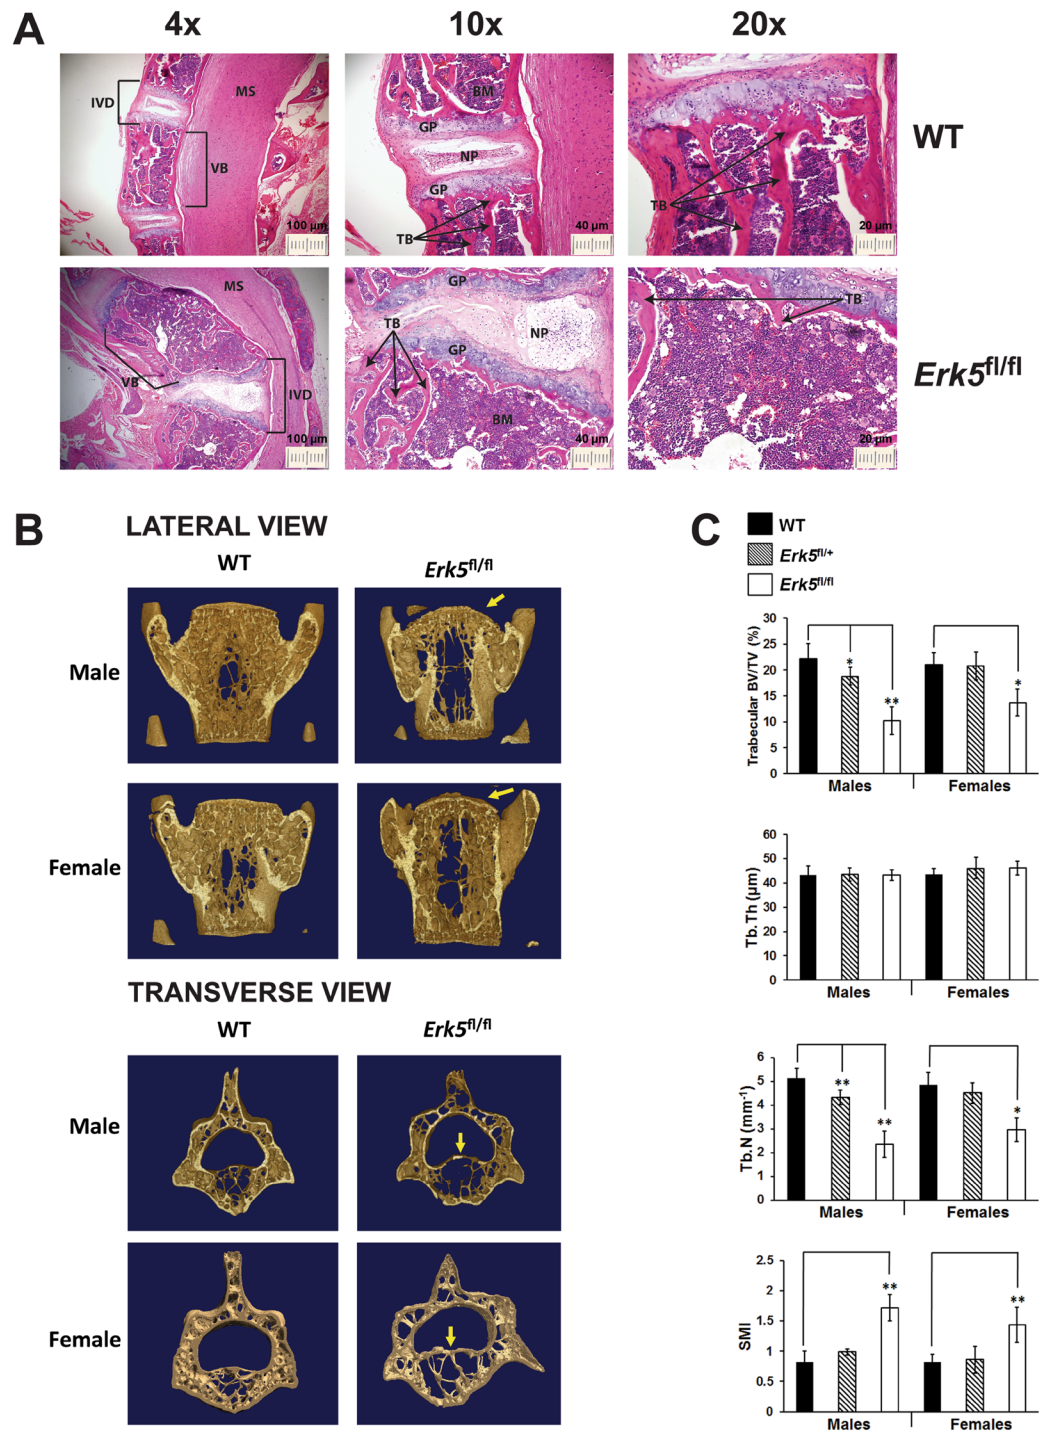 A
4x
10x
20x
IVD
MS
VB
100 µm
BM
GP
NP
GP
TB
40 µm
TB
20 µm
WT
MS
VB
IVD
100 µm
GP
TB
NP
GP
BM
40 µm
TB
20 µm
Erk5fl/fl
B
LATERAL VIEW
WT
Erk5fl/fl
Male
Female
TRANSVERSE VIEW
WT
Erk5fl/fl
Male
Female
C
WT
Erk5fl/+
Erk5fl/fl
Trabecular BV/TV (%)
30
25
20
15
10
5
0
*
**
*
Males
Females
Tb.Th (µm)
60
50
40
30
20
10
0
Males
Females
Tb.N (mm-1)
6
5
4
3
2
1
0
**
**
*
Males
Females
SMI
2.5
2
1.5
1
0.5
0
**
**
Males
Females